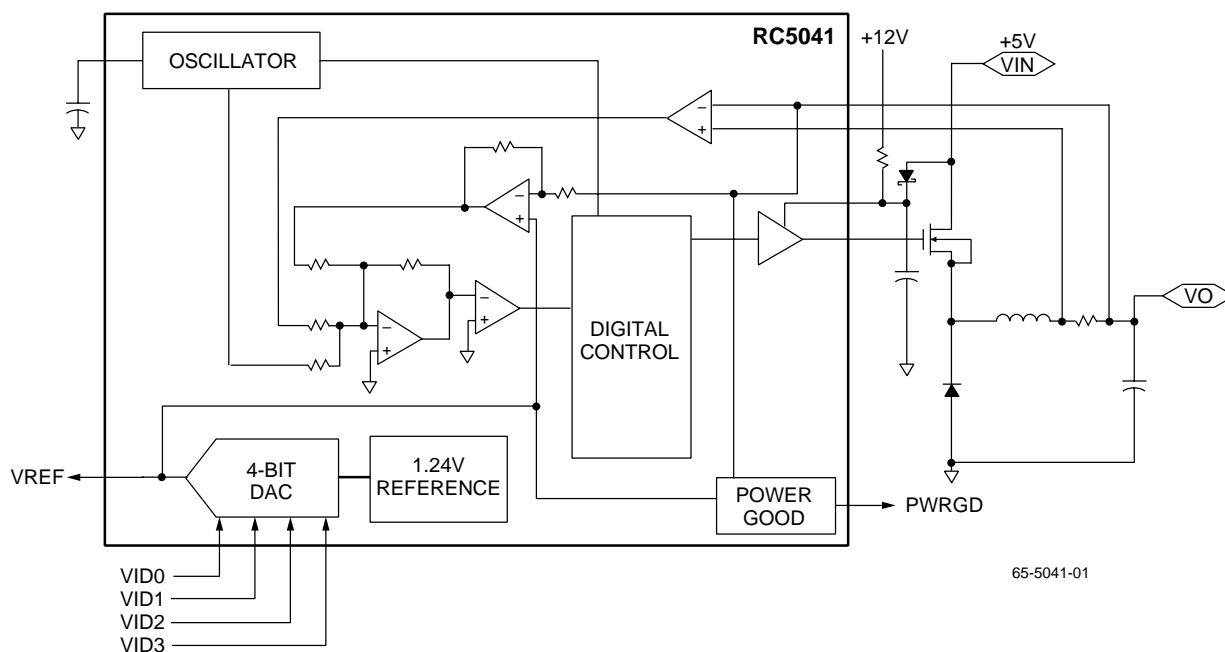 RC5041
+12V
+5V
VIN
OSCILLATOR
−
+
−
+
−
+
−
+
DIGITAL
CONTROL
VO
VREF
4-BIT
DAC
1.24V
REFERENCE
POWER
GOOD
PWRGD
VID0
VID1
VID2
VID3
65-5041-01